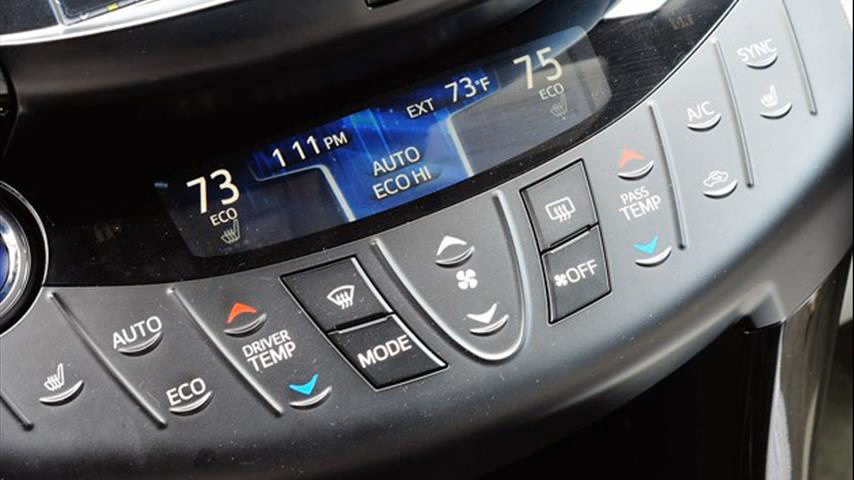 73
ECO
1 11 PM
AUTO
ECO HI
EXT 73°F
75
ECO
SYNC
A/C
PASS
TEMP
OFF
MODE
DRIVER
TEMP
AUTO
ECO